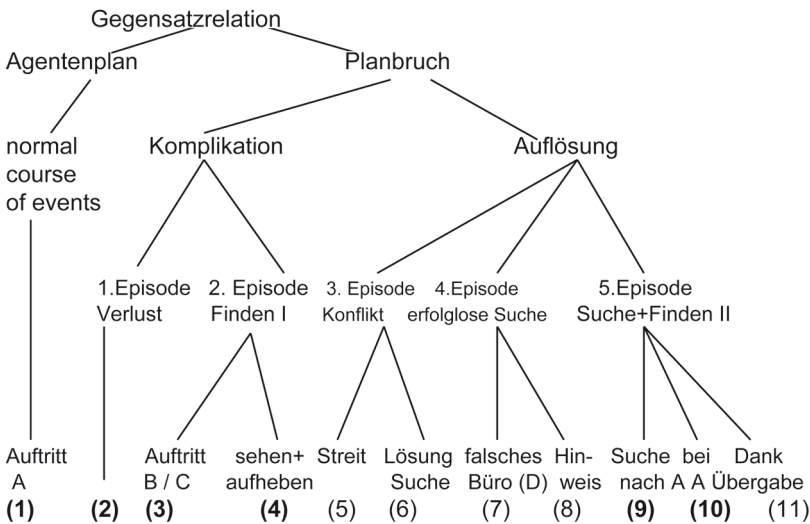 Gegensatzrelation
Agentenplan Planbruch
normal Komplikation Auflösung
course
of events
1.Episode 2. Episode 3. Episode 4.Episode 5.Episode
Verlust Finden I Konflikt erfolglose Suche Suche+Finden II
Auftritt Auftritt sehen+ Streit Lösung falsches Hin- Suche bei Dank
A B / C aufheben Suche Büro (D) weis nach A A Übergabe
(1) (2) (3) (4) (5) (6) (7) (8) (9) (10) (11)